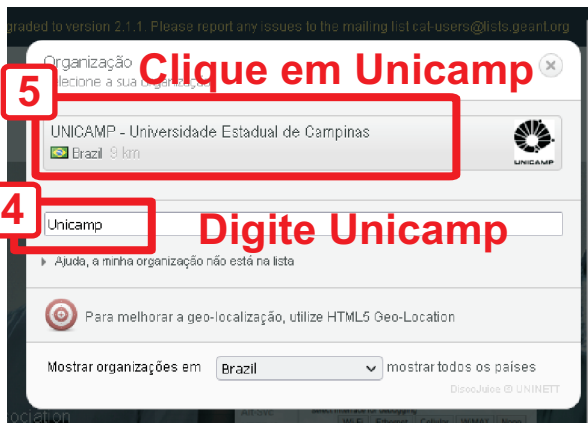 graded to version 2.1.1. Please report any issues to the mailing list cat-users@lists.geant.org
Organização
selecione a sua organização
Clique em Unicamp
5
UNICAMP - Universidade Estadual de Campinas
Brazil 9 km
UNICAMP
4
Unicamp
Digite Unicamp
Ajuda, a minha organização não está na lista
Para melhorar a geo-localização, utilize HTML5 Geo-Location
Mostrar organizações em Brazil mostrar todos os países
DiscoJuice © UNINETT
ociation